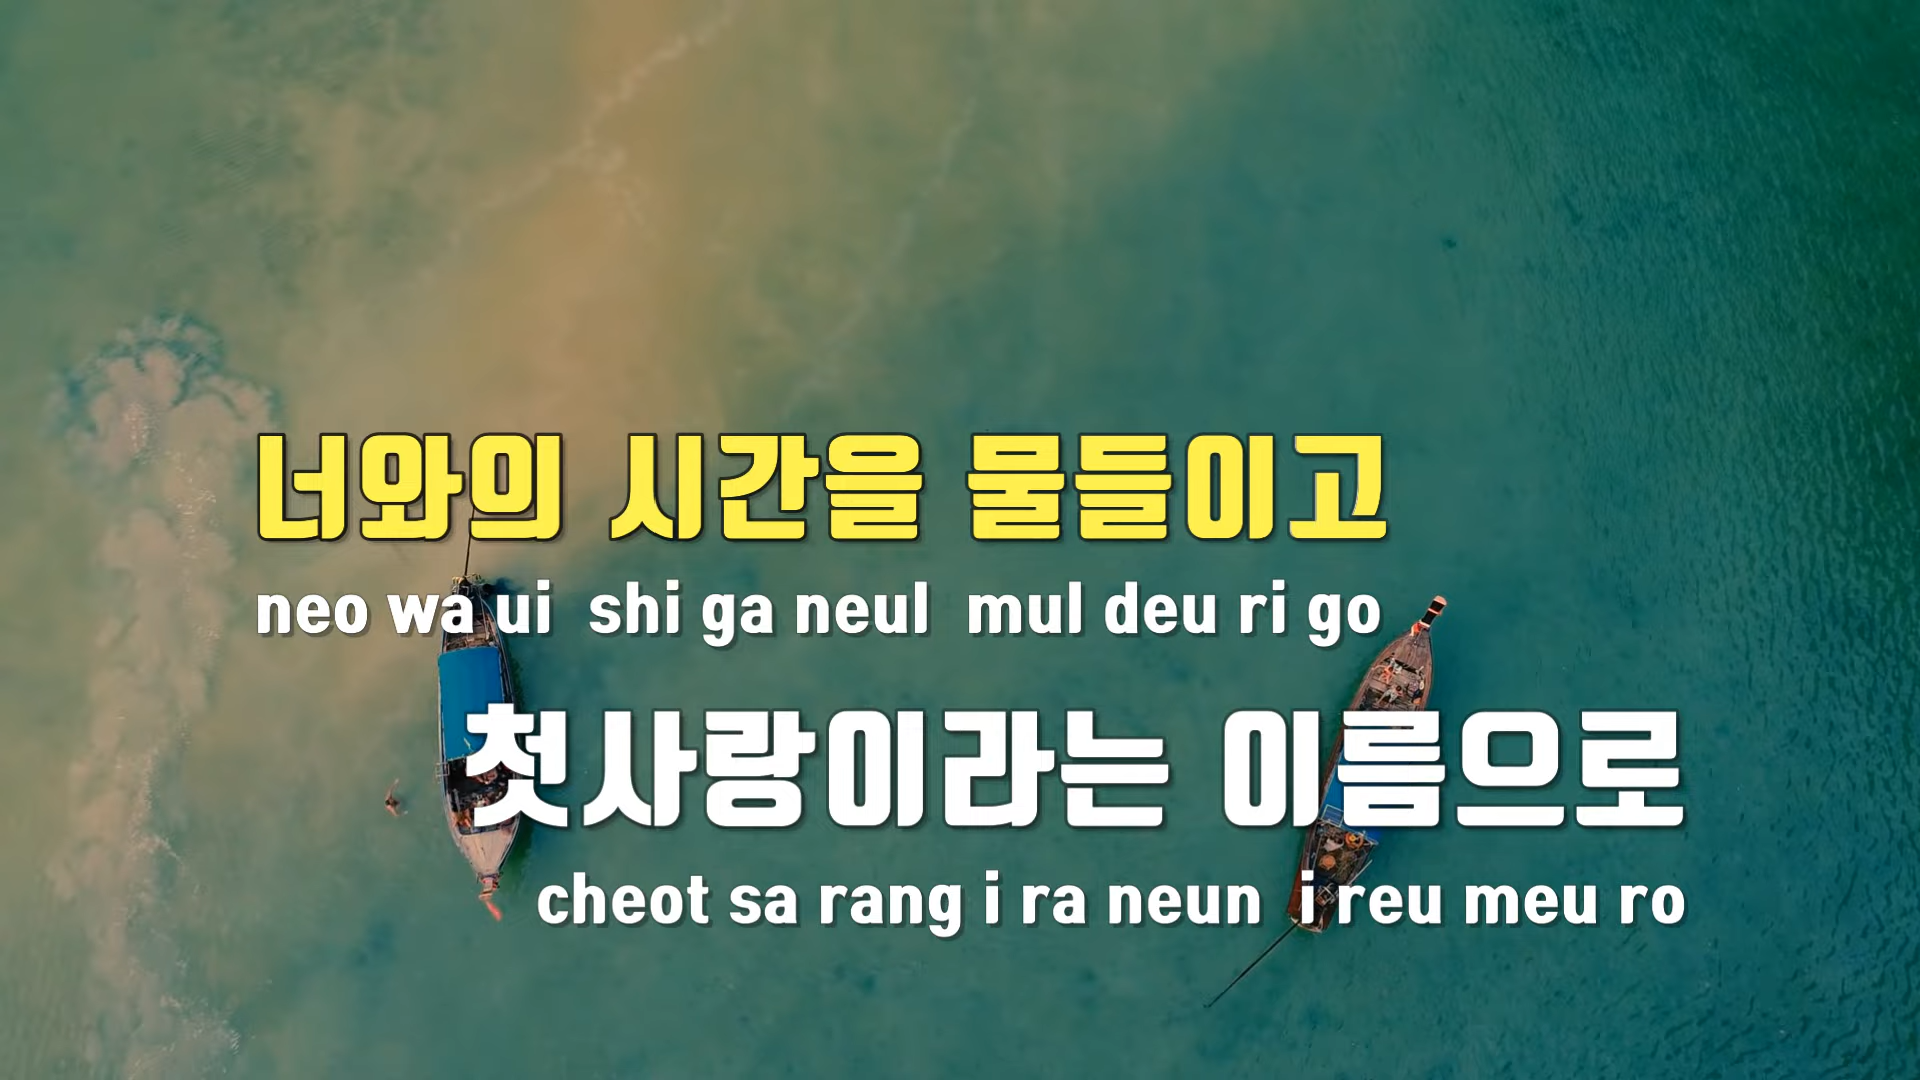 너와의 시간을 물들이고
neo wa ui shi ga neul mul deu ri go
첫사랑이라는 이름으로
cheot sa rang i ra neun i reu meu ro